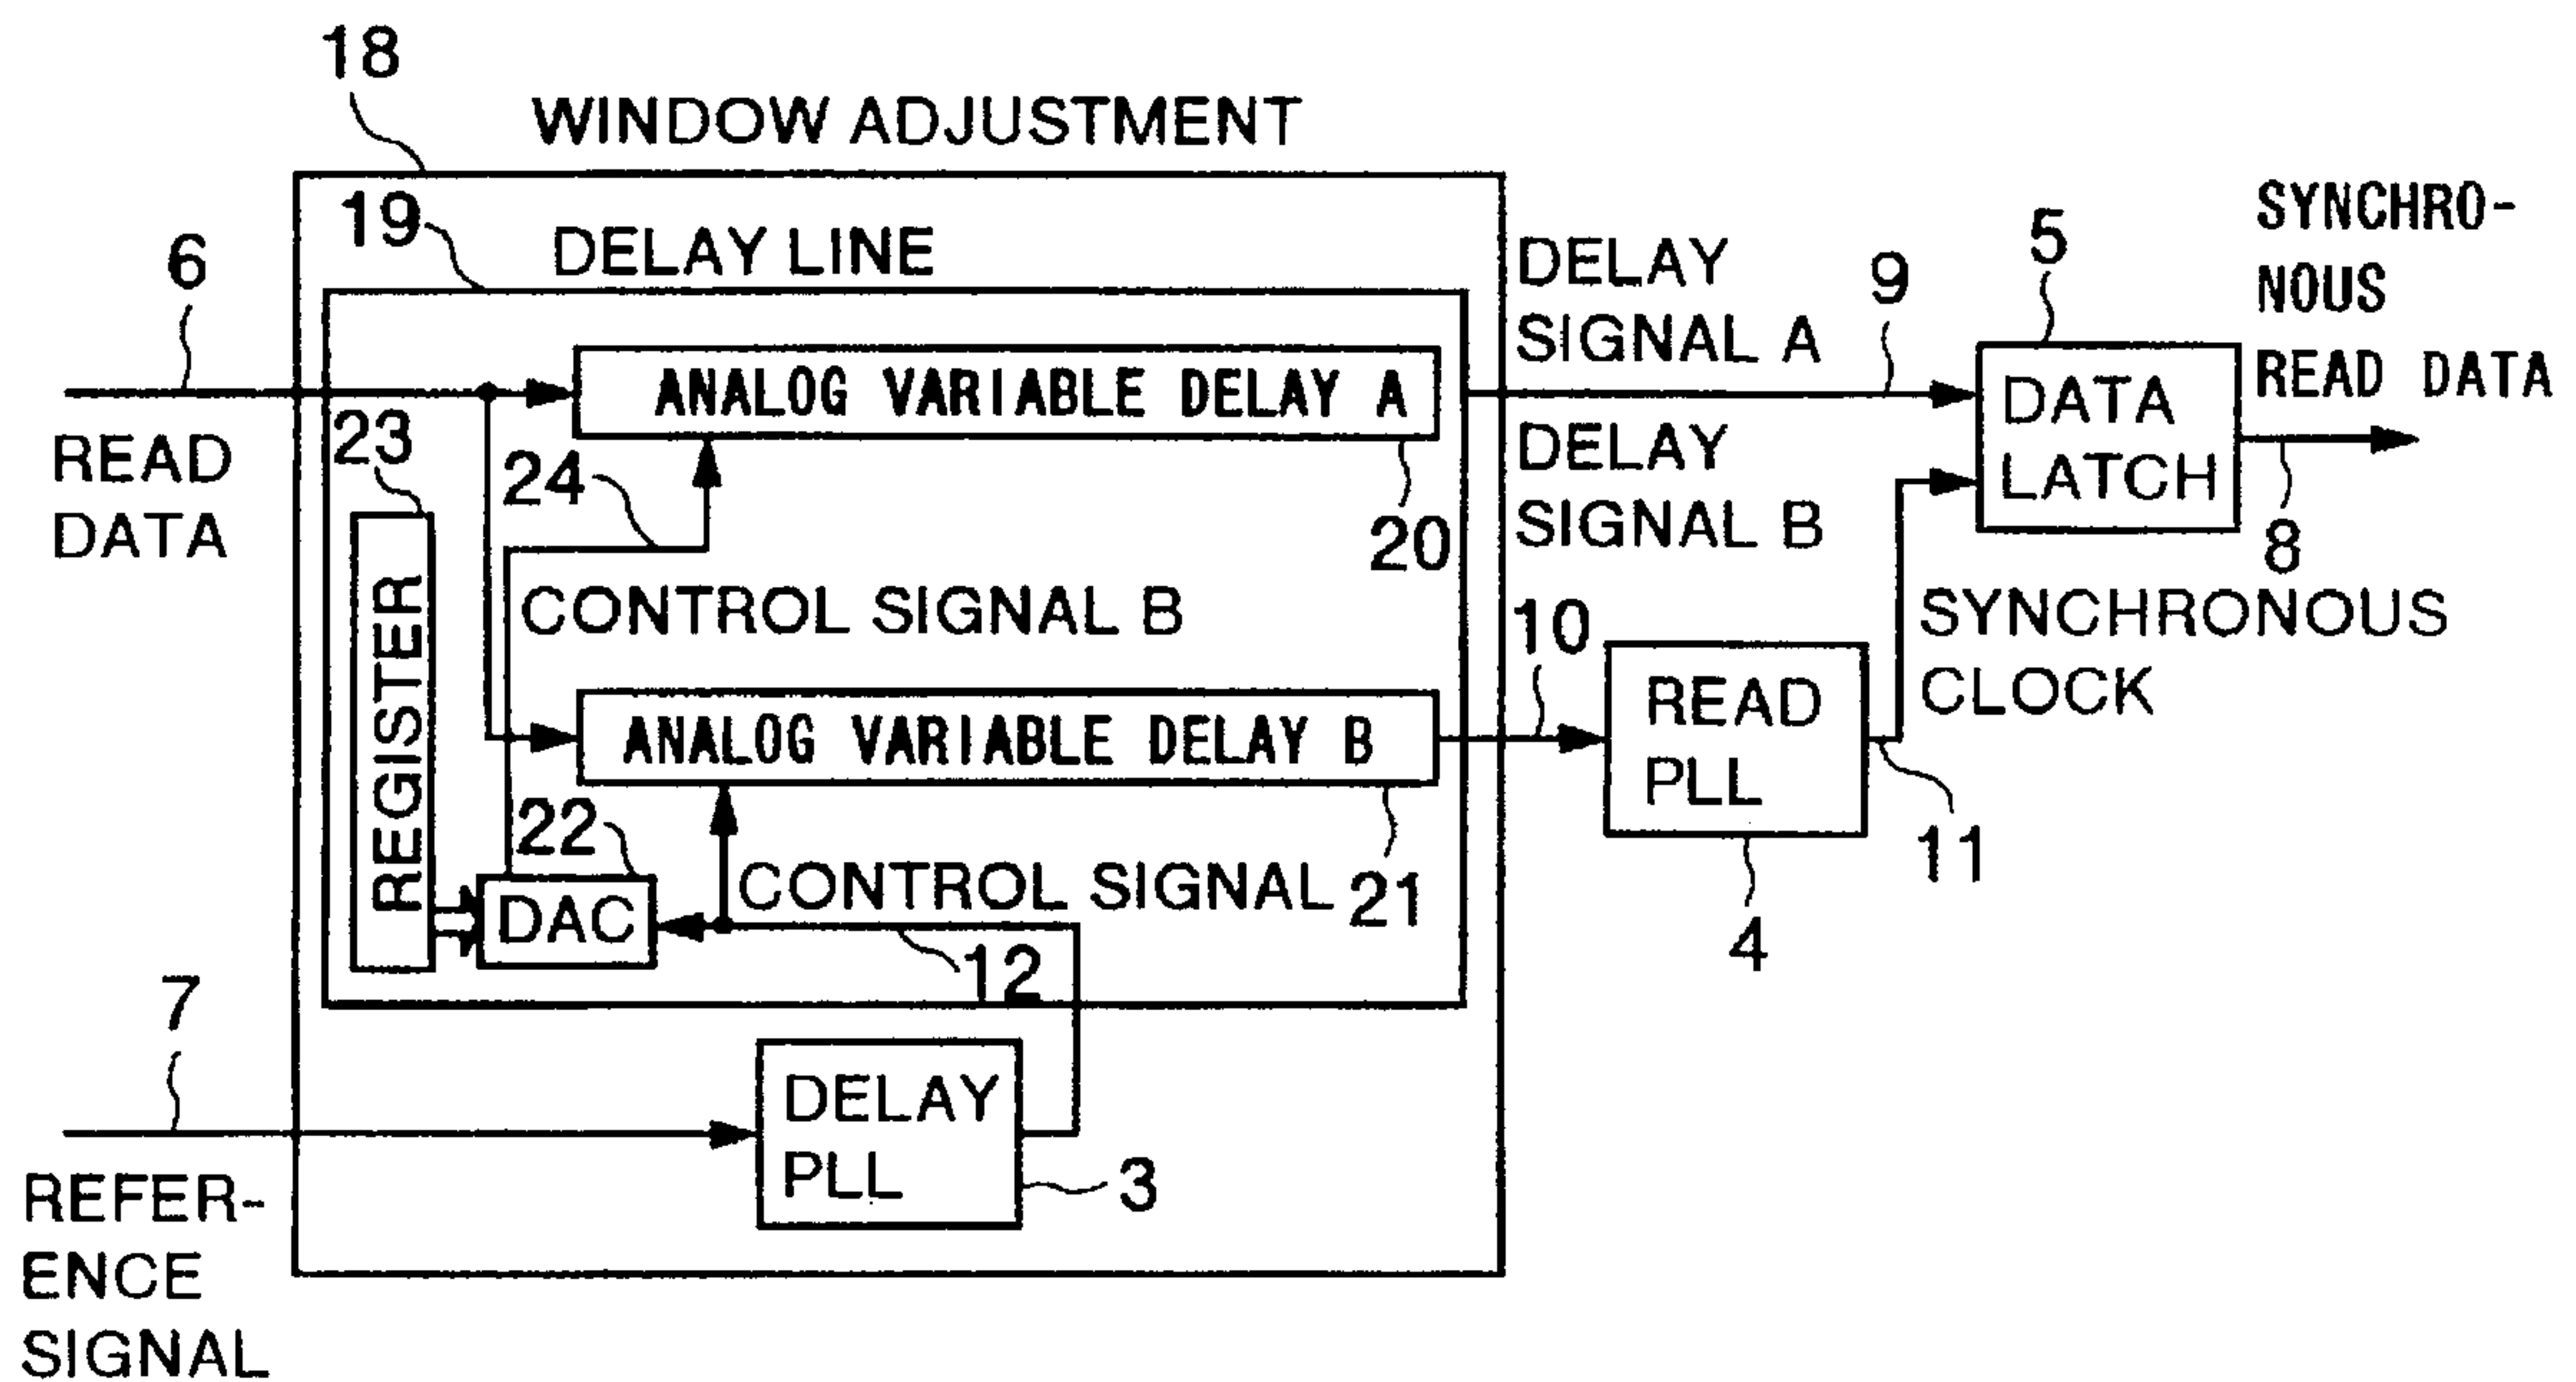 18
WINDOW ADJUSTMENT
19
DELAY LINE
6
READ
DATA
ANALOG VARIABLE DELAY A
20
23
REGISTER
24
CONTROL SIGNAL B
ANALOG VARIABLE DELAY B
21
22
DAC
CONTROL SIGNAL
12
7
REFER-
ENCE
SIGNAL
DELAY
PLL
3
DELAY
SIGNAL A
9
DELAY
SIGNAL B
10
READ
PLL
4
11
SYNCHRONOUS
CLOCK
5
DATA
LATCH
8
SYNCHRO-
NOUS
READ DATA